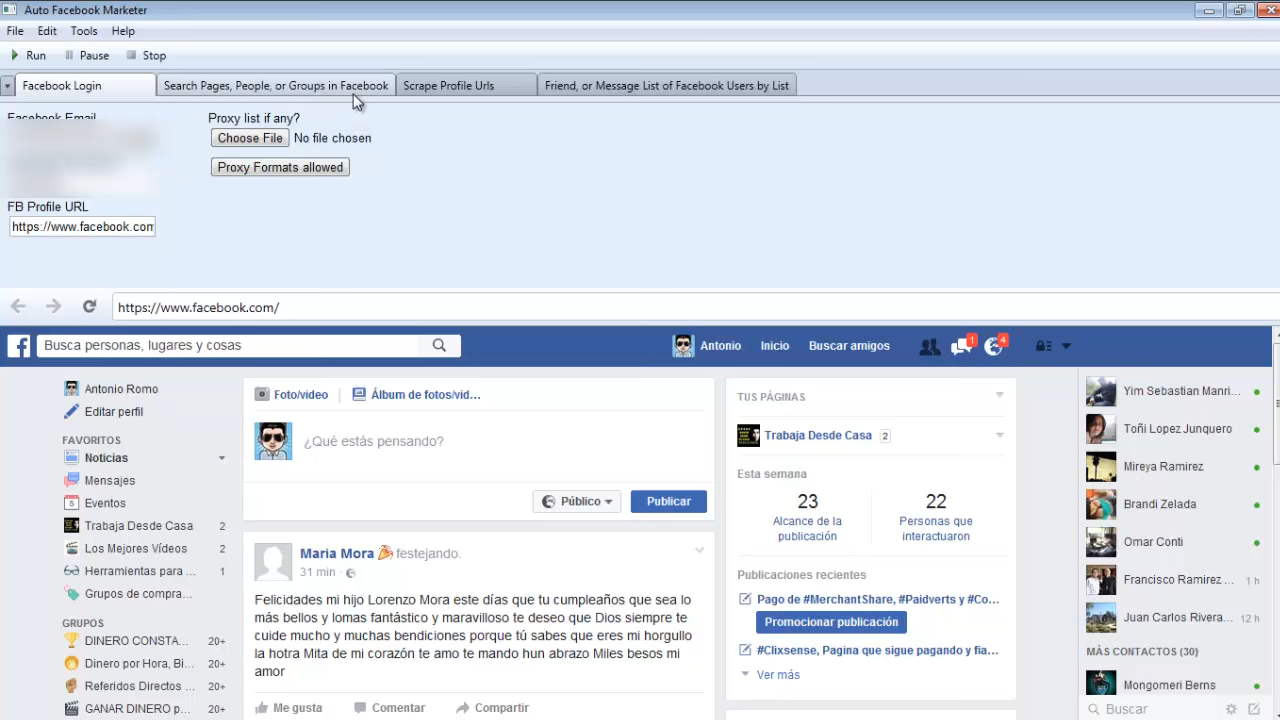 Auto Facebook Marketer
File Edit Tools Help
Run Pause Stop
Facebook Login
Search Pages, People, or Groups in Facebook
Scrape Profile Urls
Friend, or Message List of Facebook Users by List
Facebook Email
Proxy list if any?
Choose File No file chosen
Proxy Formats allowed
FB Profile URL
https://www.facebook.com
https://www.facebook.com/
Busca personas, lugares y cosas
Antonio Inicio Buscar amigos 1 4
Antonio Romo
Editar perfil
FAVORITOS
Noticias
Mensajes
Eventos
5
Trabaja Desde Casa 2
Los Mejores Vídeos 2
Herramientas para ... 1
Grupos de compra...
GRUPOS
DINERO CONSTA... 20+
Dinero por Hora, Bi... 20+
Referidos Directos ... 20+
GANAR DINERO p... 20+
Foto/video
Álbum de fotos/vid...
¿Qué estás pensando?
Público
Publicar
Maria Mora festejando.
31 min ·
Felicidades mi hijo Lorenzo Mora este días que tu cumpleaños que sea lo
más bellos y lomas fantástico y maravilloso te deseo que Dios siempre te
cuide mucho y muchas bendiciones porque tú sabes que eres mi horgullo
la hotra Mita de mi corazón te amo te mando hun abrazo Miles besos mi
amor
Me gusta Comentar Compartir
TUS PÁGINAS
Trabaja Desde Casa 2
Esta semana
23
Alcance de la
publicación
22
Personas que
interactuaron
Publicaciones recientes
Pago de #MerchantShare, #Paidverts y #Co...
Promocionar publicación
#Clixsense, Pagina que sigue pagando y fia...
Ver más
Yim Sebastian Manri...
Toñi Lopez Junquero
Mireya Ramirez
Brandi Zelada
Omar Conti
Francisco Ramirez ... 1 h
Juan Carlos Rivera... 12 h
MÁS CONTACTOS (30)
Mongomeri Berns
Buscar